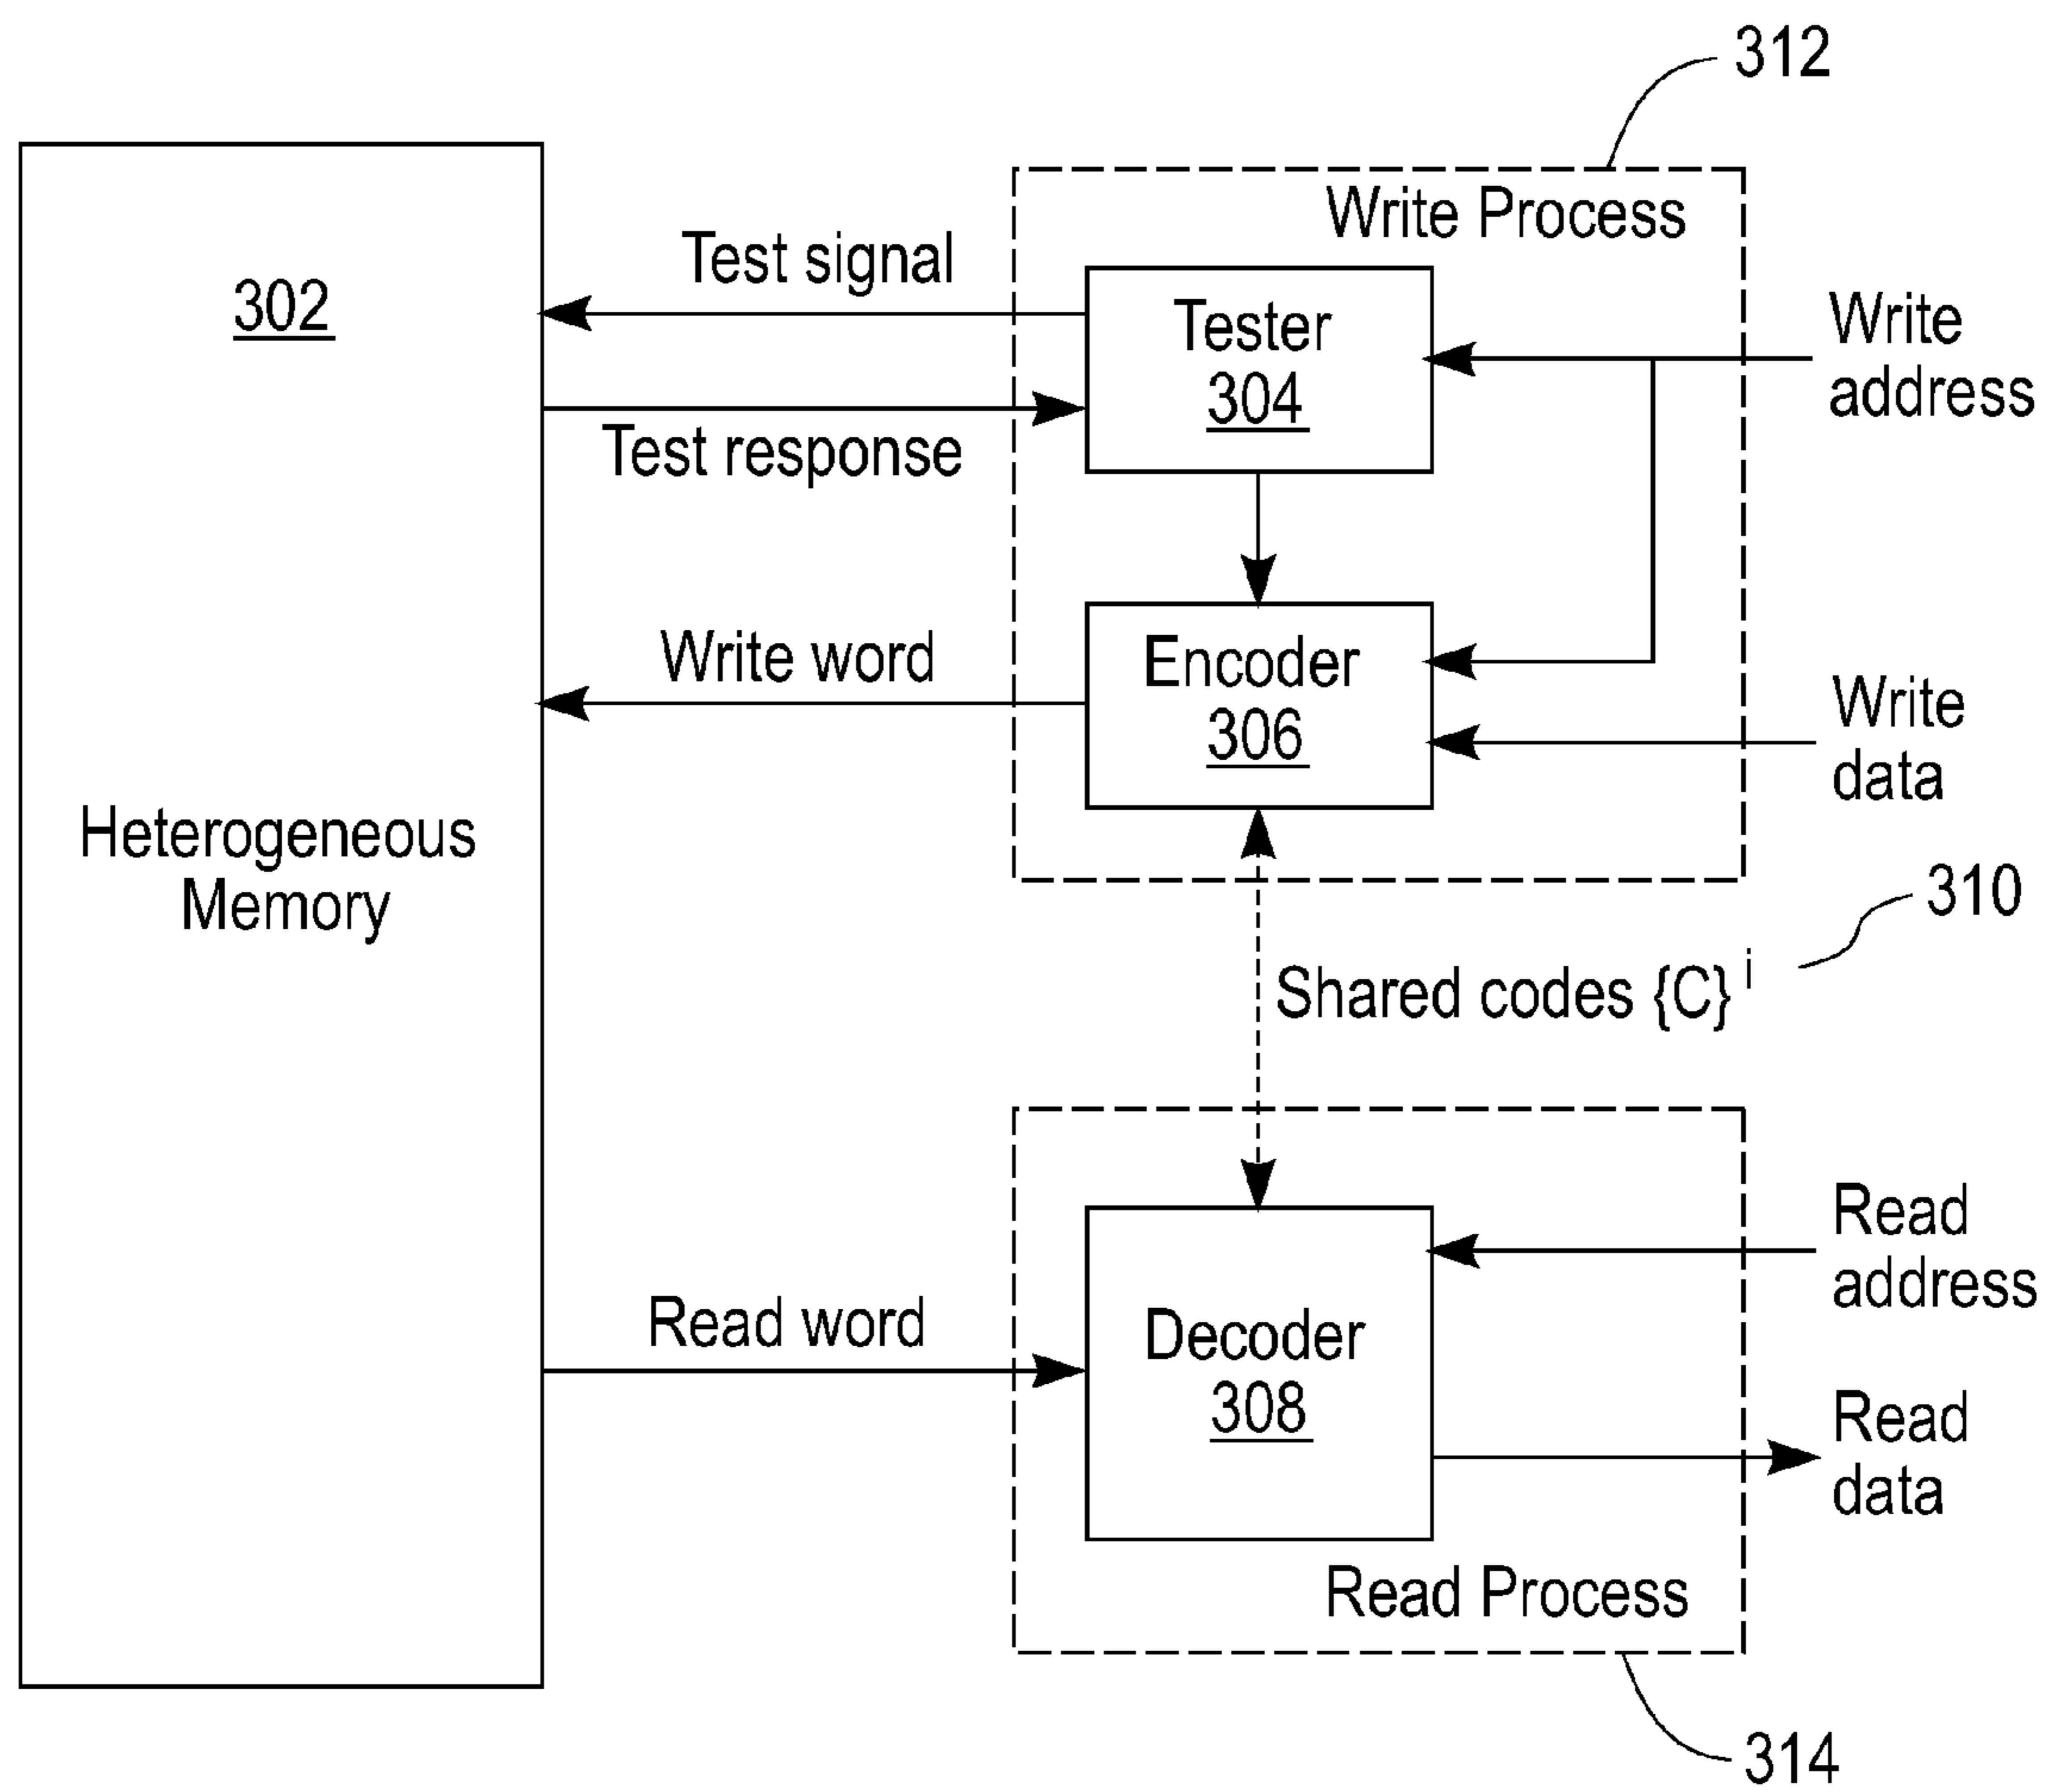 312
Write Process
Test signal
302
Tester
304
Write
address
Test response
Write word
Encoder
306
Write
data
Heterogeneous
Memory
310
Shared codes {C} i
Read
address
Read word
Decoder
308
Read
data
Read Process
314